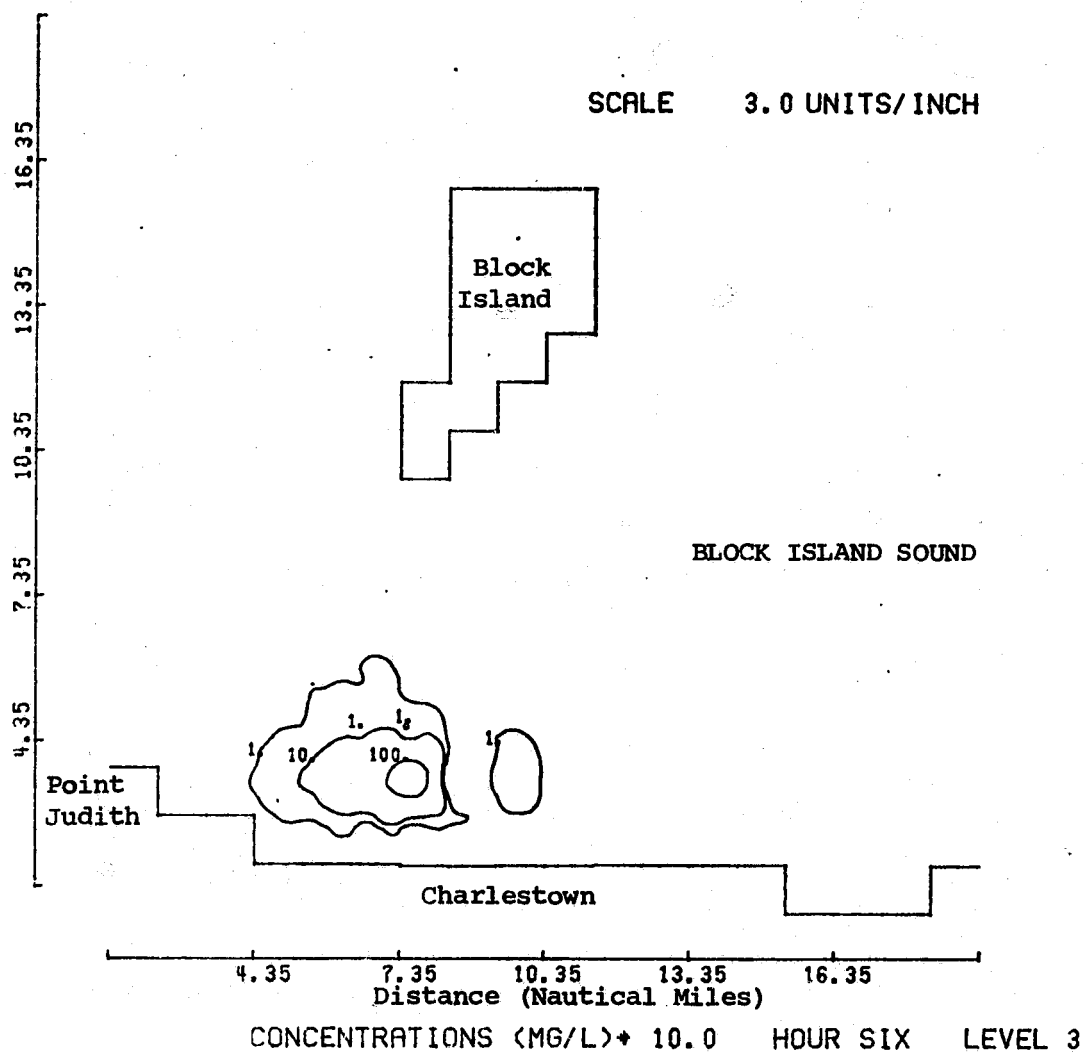 SCALE 3.0 UNITS/INCH
16.35
Block
Island
13.35
10.35
BLOCK ISLAND SOUND
7.35
4.35
1.
1.
1.
10.
100.
1.
Point
Judith
Charlestown
4.35 7.35 10.35 13.35 16.35
Distance (Nautical Miles)
CONCENTRATIONS (MG/L)* 10.0 HOUR SIX LEVEL 3